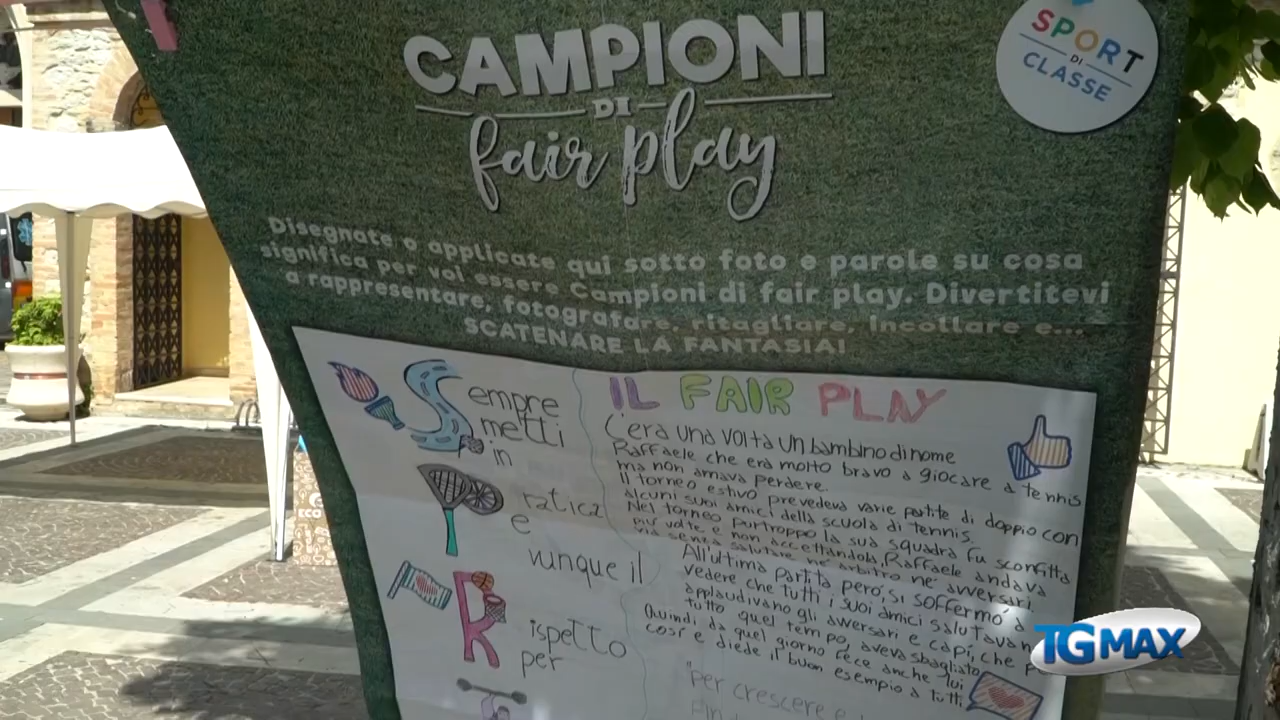 CAMPIONI
DI
fair play
SPORT
DI
CLASSE
Disegnate o applicate qui sotto foto e parole su cosa
significa per voi essere Campioni di fair play. Divertitevi
a rappresentare, fotografare, ritagliare, incollare e...
SCATENARE LA FANTASIA!
Sempre
metti
in
Pratica
e
vunque il
Rispetto
per
IL FAIR PLAY
C'era una volta un bambino di nome
Raffaele che era molto bravo a giocare a tennis
ma non amava perdere.
Il torneo estivo prevedeva varie partite di doppio con
alcuni suoi amici della scuola di tennis.
Nel torneo purtroppo la sua squadra fu sconfitta
più volte e non accettandola, Raffaele andava
via senza salutare né arbitro né avversari.
All'ultima partita però, si soffermò a
vedere che tutti i suoi amici salutavan
applaudivano gli avversari e capì, che p
tutto quel tempo, aveva sbagliato
Quindi da quel giorno fece anche lui
così e diede il buon esempio a tutti
"per crescere e
TGMAX